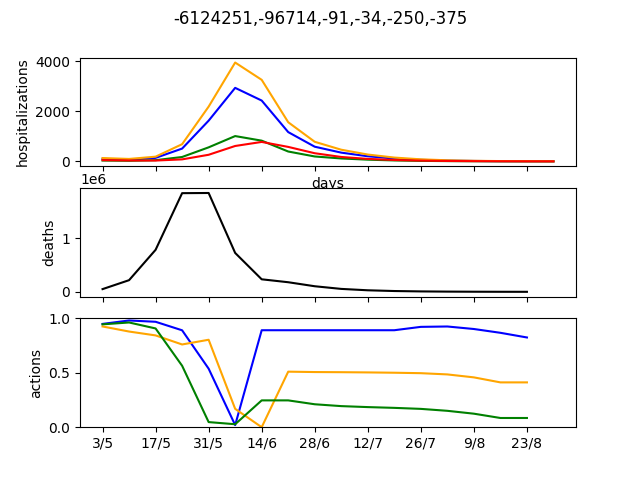 -6124251,-96714,-91,-34,-250,-375
4000
2000
0
hospitalizations
days
1e6
1
0
deaths
1.0
0.5
0.0
actions
3/5 17/5 31/5 14/6 28/6 12/7 26/7 9/8 23/8